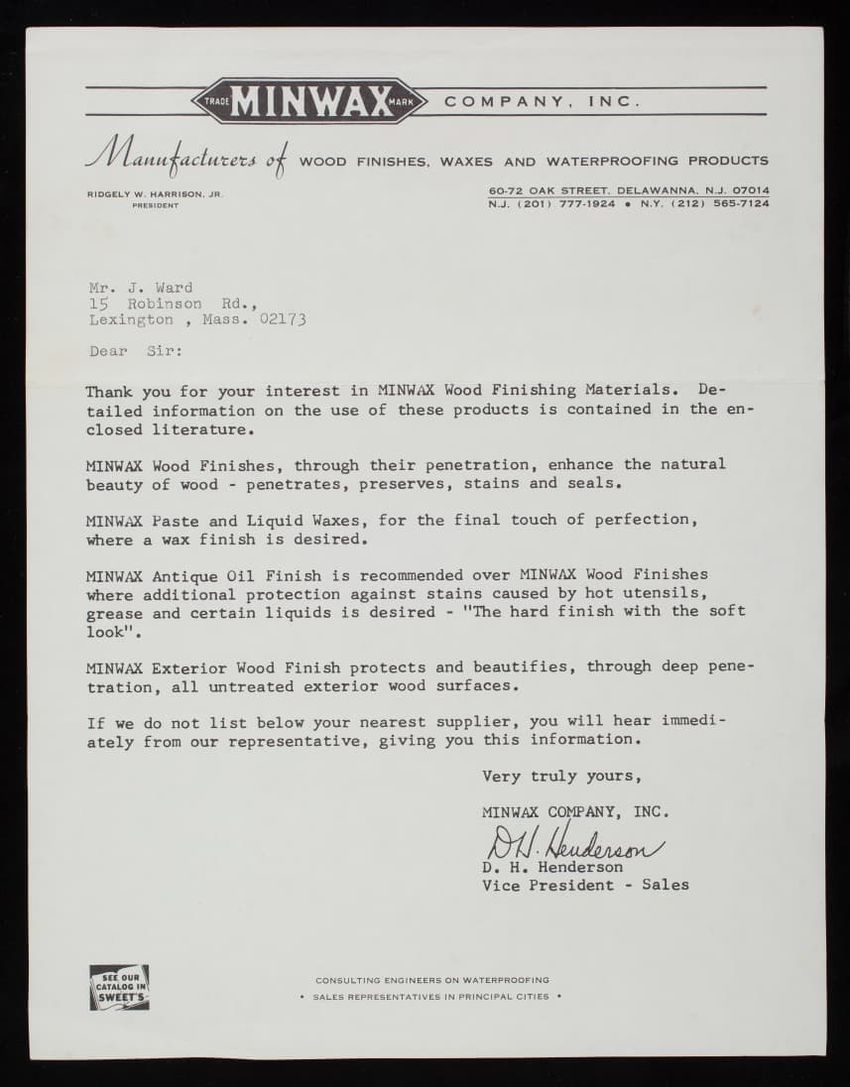 TRADE MINWAX MARK COMPANY, INC.
Manufacturers of WOOD FINISHES, WAXES AND WATERPROOFING PRODUCTS
RIDGELY W. HARRISON, JR.
PRESIDENT
60-72 OAK STREET, DELAWANNA, N.J. 07014
N.J. (201) 777-1924 • N.Y. (212) 565-7124
Mr. J. Ward
15 Robinson Rd.,
Lexington , Mass. 02173
Dear Sir:
Thank you for your interest in MINWAX Wood Finishing Materials. De-
tailed information on the use of these products is contained in the en-
closed literature.
MINWAX Wood Finishes, through their penetration, enhance the natural
beauty of wood - penetrates, preserves, stains and seals.
MINWAX Paste and Liquid Waxes, for the final touch of perfection,
where a wax finish is desired.
MINWAX Antique Oil Finish is recommended over MINWAX Wood Finishes
where additional protection against stains caused by hot utensils,
grease and certain liquids is desired - "The hard finish with the soft
look".
MINWAX Exterior Wood Finish protects and beautifies, through deep pene-
tration, all untreated exterior wood surfaces.
If we do not list below your nearest supplier, you will hear immedi-
ately from our representative, giving you this information.
Very truly yours,
MINWAX COMPANY, INC.
D.H. Henderson
D. H. Henderson
Vice President - Sales
SEE OUR
CATALOG IN
SWEET'S
CONSULTING ENGINEERS ON WATERPROOFING
• SALES REPRESENTATIVES IN PRINCIPAL CITIES •